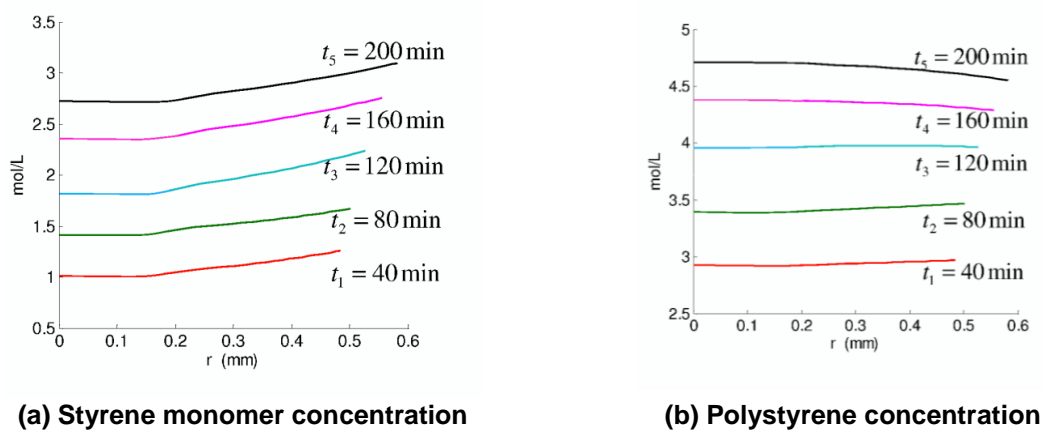 3.5
3
2.5
2
1.5
1
0.5
mol/L
t5 = 200 min
t4 = 160 min
t3 = 120 min
t2 = 80 min
t1 = 40 min
0 0.1 0.2 0.3 0.4 0.5 0.6
r (mm)
(a) Styrene monomer concentration
5
4.5
4
3.5
3
2.5
mol/L
t5 = 200 min
t4 = 160 min
t3 = 120 min
t2 = 80 min
t1 = 40 min
0 0.1 0.2 0.3 0.4 0.5 0.6
r (mm)
(b) Polystyrene concentration